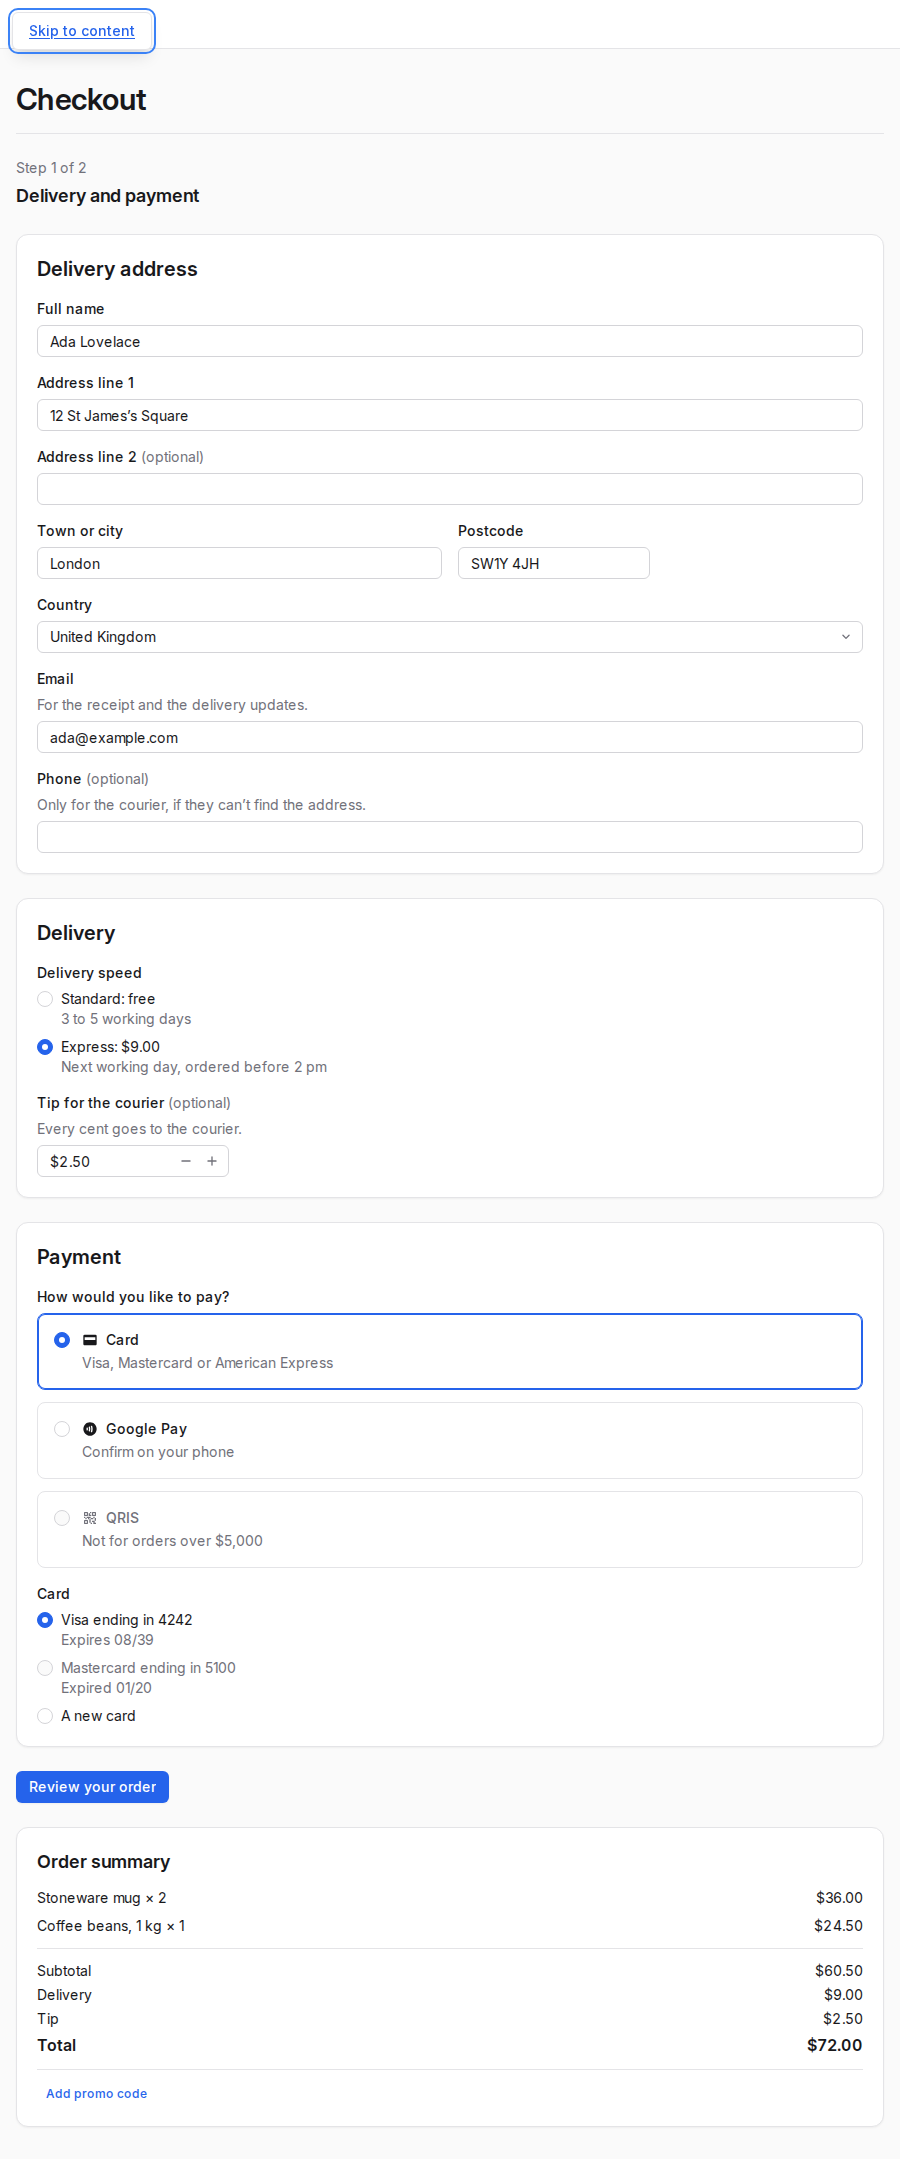 Skip to content
Checkout
Step 1 of 2
Delivery and payment
Delivery address
Full name
Ada Lovelace
Address line 1
12 St James’s Square
Address line 2 (optional)
Town or city
Postcode
London
SW1Y 4JH
Country
United Kingdom
Email
For the receipt and the delivery updates.
ada@example.com
Phone (optional)
Only for the courier, if they can’t find the address.
Delivery
Delivery speed
Standard: free
3 to 5 working days
Express: $9.00
Next working day, ordered before 2 pm
Tip for the courier (optional)
Every cent goes to the courier.
$2.50
Payment
How would you like to pay?
Card
Visa, Mastercard or American Express
Google Pay
Confirm on your phone
QRIS
Not for orders over $5,000
Card
Visa ending in 4242
Expires 08/39
Mastercard ending in 5100
Expired 01/20
A new card
Review your order
Order summary
Stoneware mug × 2 $36.00
Coffee beans, 1 kg × 1 $24.50
Subtotal $60.50
Delivery $9.00
Tip $2.50
Total $72.00
Add promo code